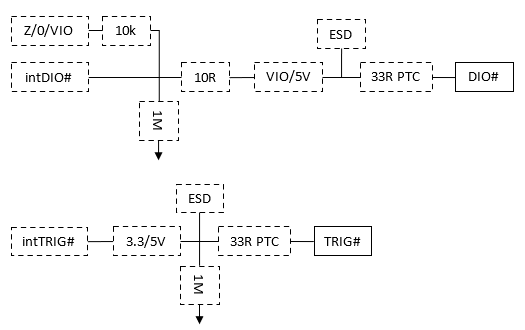 Z/0/VIO 10k
ESD
intDIO# 10R VIO/5V 33R PTC DIO#
1M
ESD
intTRIG# 3.3/5V 33R PTC TRIG#
1M